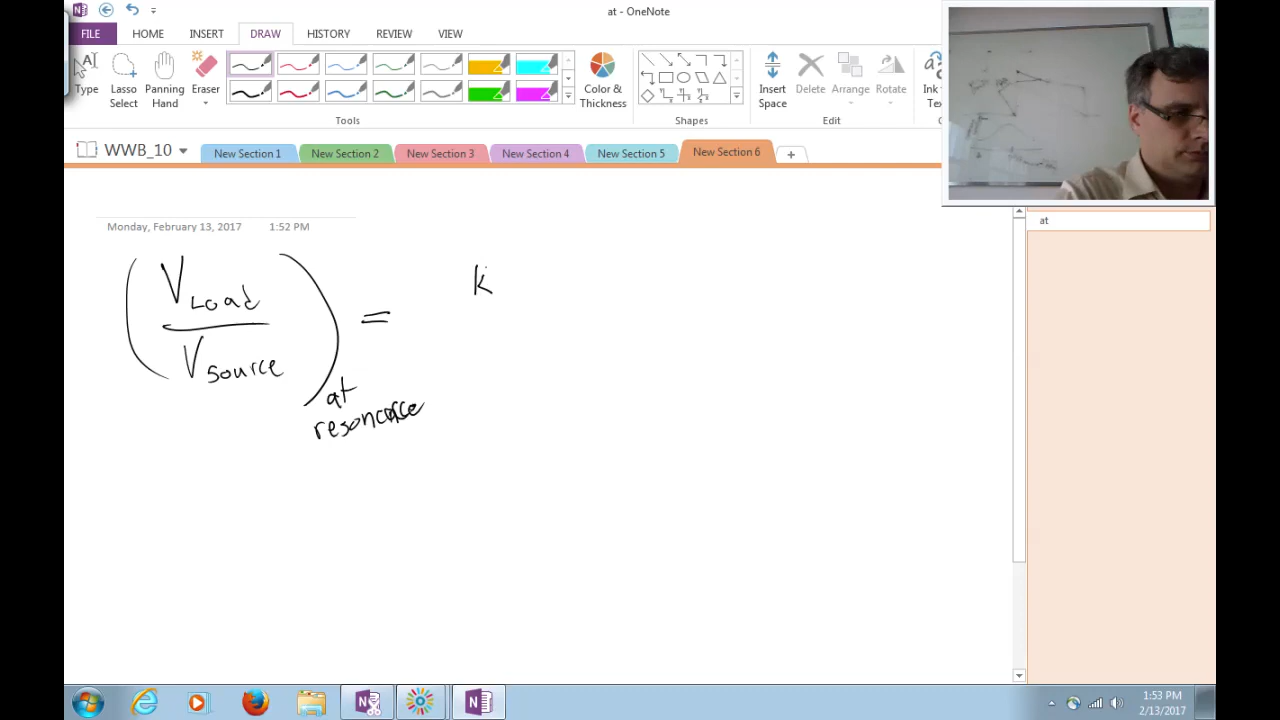 at - OneNote
FILE HOME INSERT DRAW HISTORY REVIEW VIEW
Type
Lasso Select
Panning Hand
Eraser
Color & Thickness
Insert Space
Delete
Arrange
Rotate
Ink to
Tools
Shapes
Edit
WWB_10 New Section 1 New Section 2 New Section 3 New Section 4 New Section 5 New Section 6
at
Monday, February 13, 2017 1:52 PM
( V Load
V source ) = k
at
resonance
1:53 PM
2/13/2017